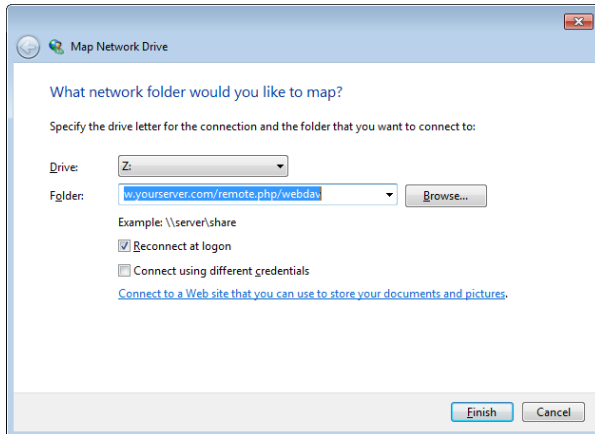 Map Network Drive
What network folder would you like to map?
Specify the drive letter for the connection and the folder that you want to connect to:
Drive: Z:
Folder: w.yourserver.com/remote.php/webdav Browse...
Example: \\server\share
Reconnect at logon
Connect using different credentials
Connect to a Web site that you can use to store your documents and pictures.
Finish Cancel